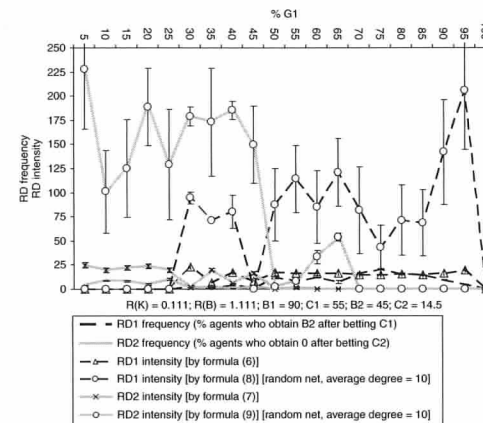 % G1
5 10 15 20 25 30 35 40 45 50 55 60 65 70 75 80 85 90 95
250
225
200
175
150
125
100
75
50
25
0
RD frequency
RD intensity
R(K) = 0.111; R(B) = 1.111; B1 = 90; C1 = 55; B2 = 45; C2 = 14.5
RD1 frequency (% agents who obtain B2 after betting C1)
RD2 frequency (% agents who obtain 0 after betting C2)
RD1 intensity [by formula (6)]
RD1 intensity [by formula (8)] [random net, average degree = 10]
RD2 intensity [by formula (7)]
RD2 intensity [by formula (9)] [random net, average degree = 10]